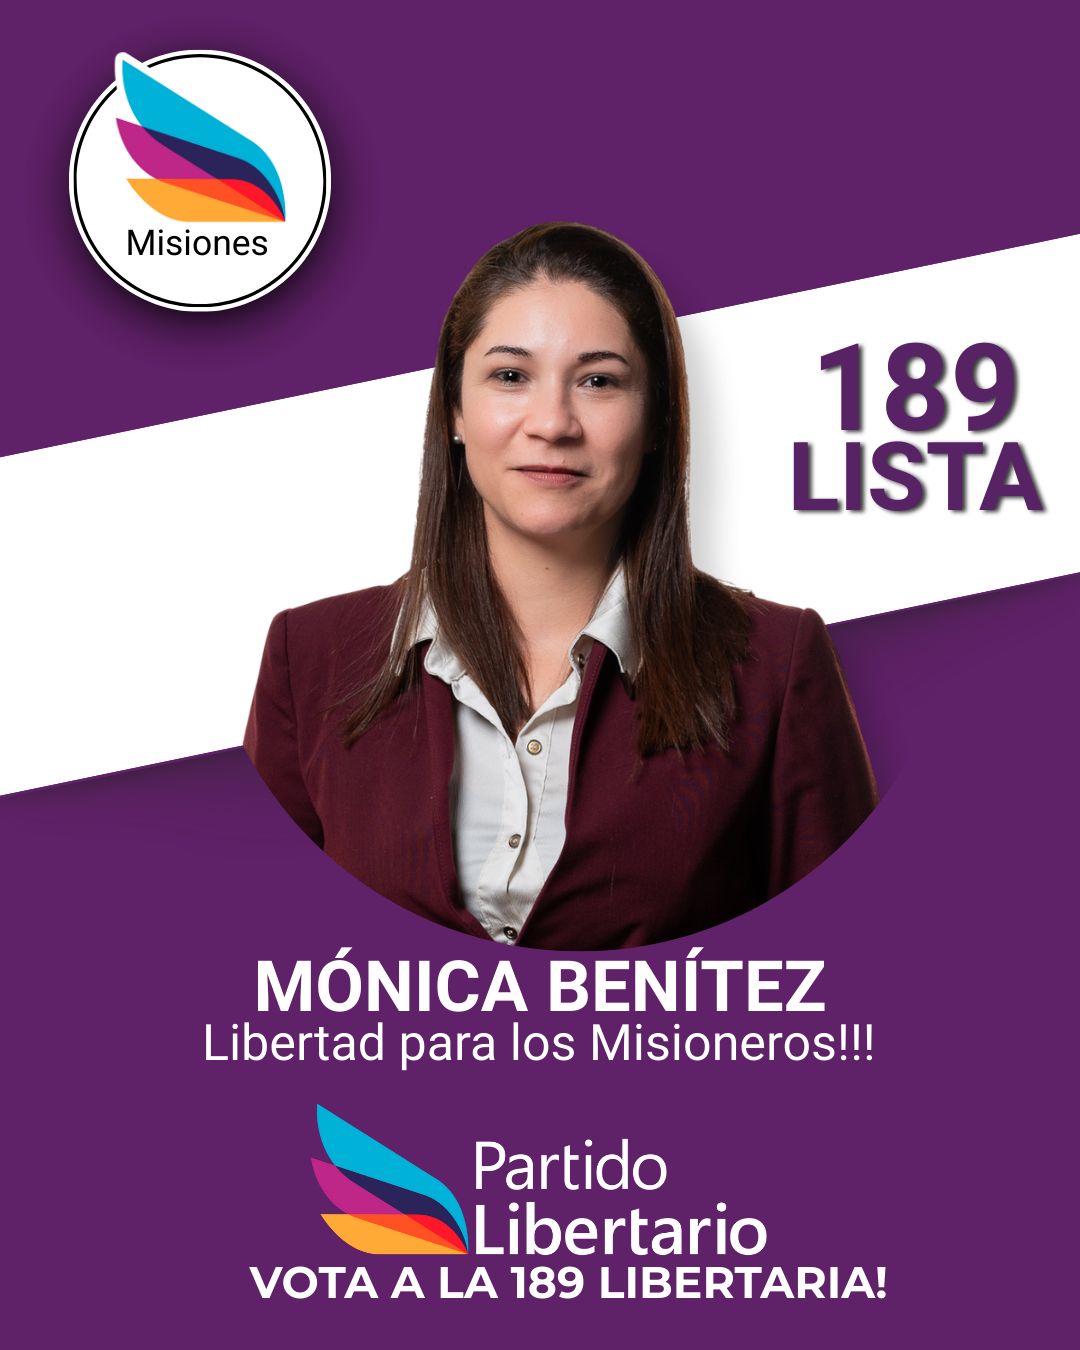 Misiones
189
LISTA
MÓNICA BENÍTEZ
Libertad para los Misioneros!!!
Partido
Libertario
VOTA A LA 189 LIBERTARIA!